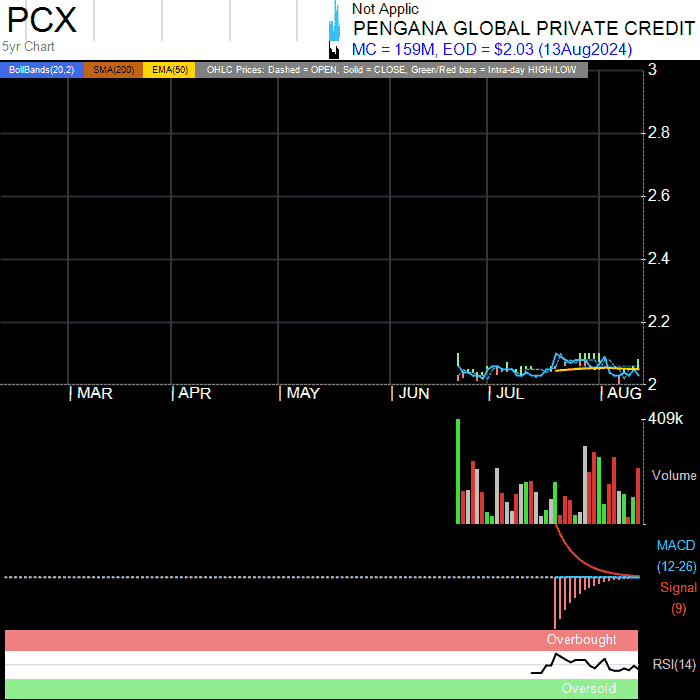 PCX
5yr Chart
Not Applic
PENGANA GLOBAL PRIVATE CREDIT
MC = 159M, EOD = $2.03 (13Aug2024)
BollBands(20,2) SMA(200) EMA(50) OHLC Prices: Dashed = OPEN, Solid = CLOSE, Green/Red bars = Intra-day HIGH/LOW
3
2.8
2.6
2.4
2.2
2
MAR APR MAY JUN JUL AUG
409k
Volume
MACD
(12-26)
Signal
(9)
Overbought
RSI(14)
Oversold